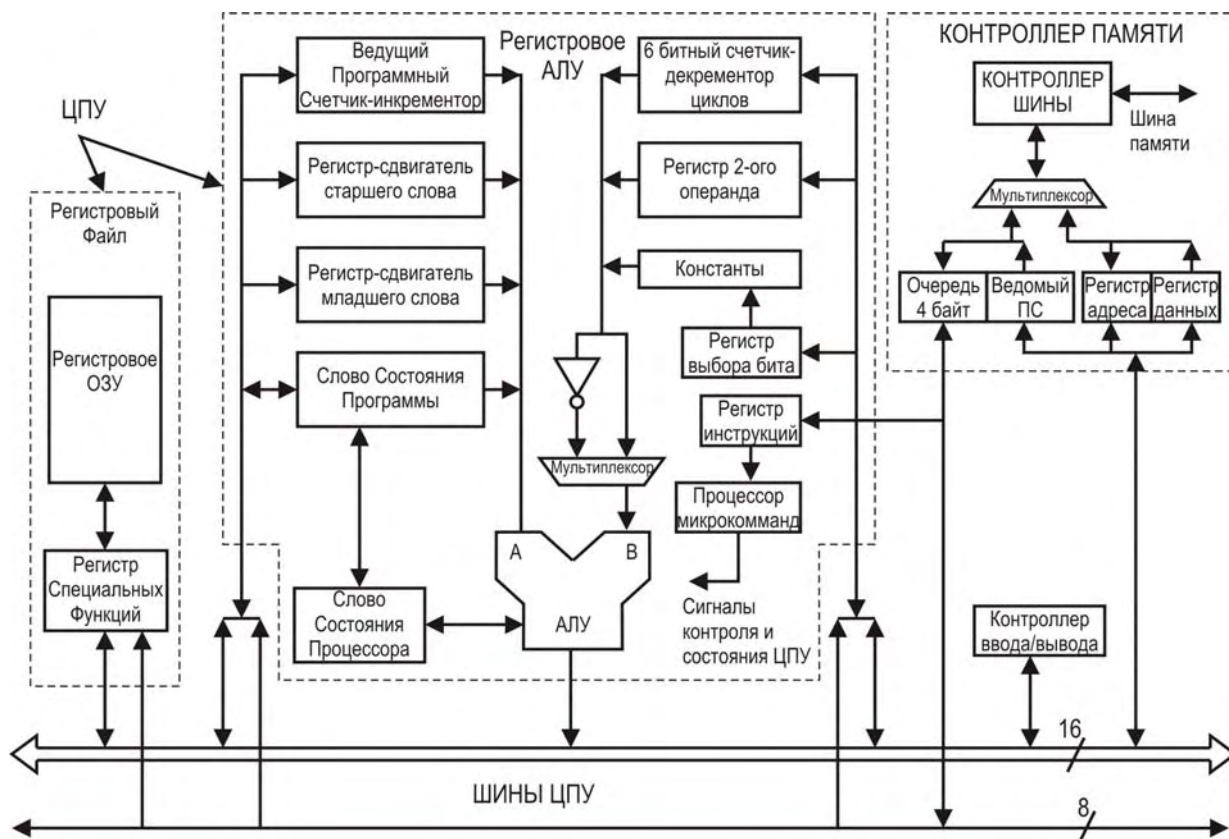 ЦПУ
Регистровый
Файл
Регистровое
ОЗУ
Регистр
Специальных
Функций
Ведущий
Программный
Счетчик-инкрементор
Регистр-сдвигатель
старшего слова
Регистр-сдвигатель
младшего слова
Слово Состояния
Программы
Слово
Состояния
Процессора
Регистровое
АЛУ
6 битный счетчик-
декрементор
циклов
Регистр 2-ого
операнда
Константы
Регистр
выбора бита
Регистр
инструкций
Процессор
микрокомманд
Мультиплексор
A
B
АЛУ
Сигналы
контроля и
состояния ЦПУ
КОНТРОЛЛЕР ПАМЯТИ
КОНТРОЛЛЕР
ШИНЫ
Шина
памяти
Мультиплексор
Очередь
4 байт
Ведомый
ПС
Регистр
адреса
Регистр
данных
Контроллер
ввода/вывода
16
ШИНЫ ЦПУ
8